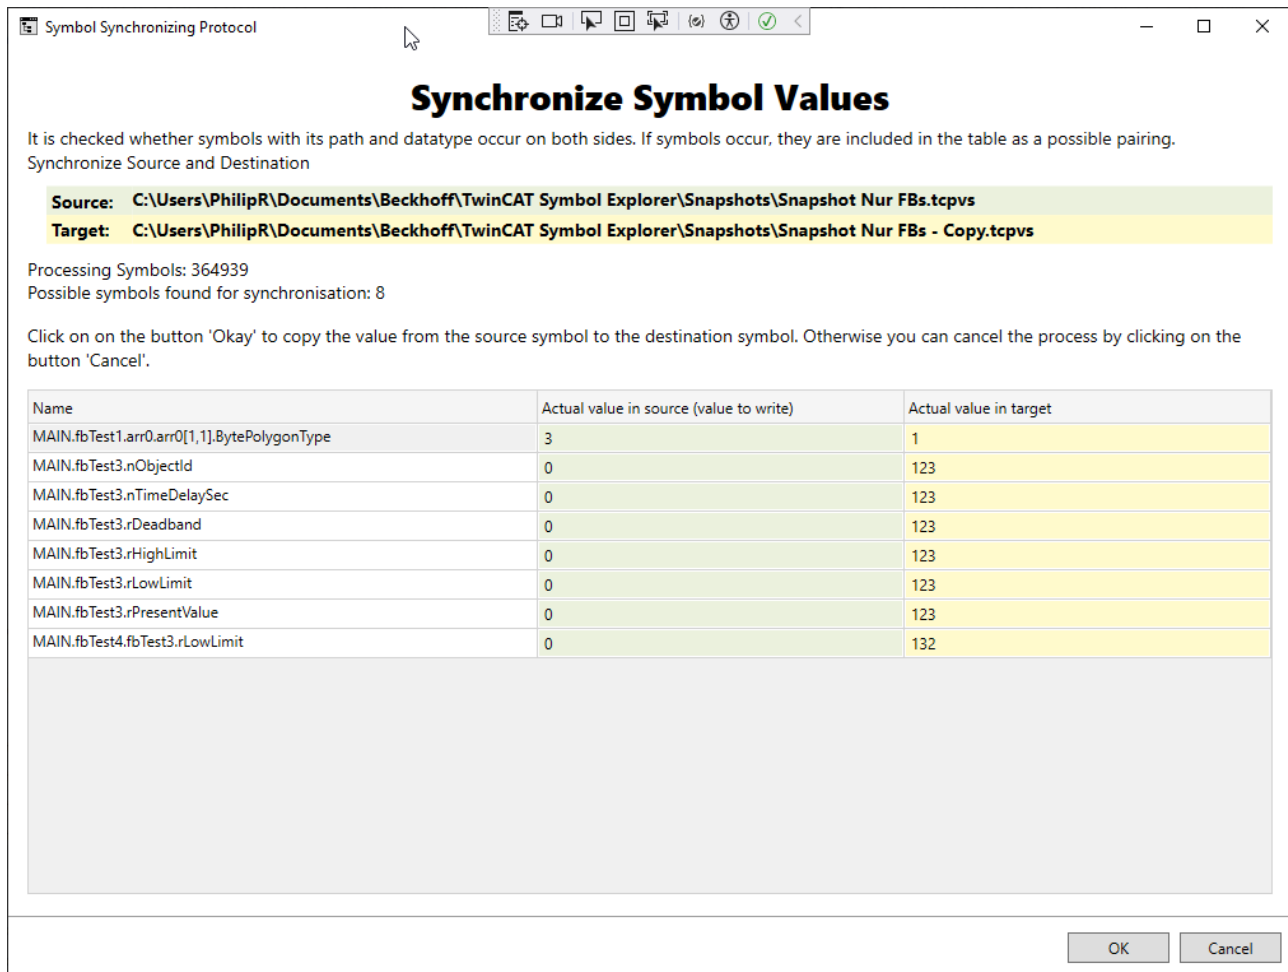 Symbol Synchronizing Protocol
Synchronize Symbol Values
It is checked whether symbols with its path and datatype occur on both sides. If symbols occur, they are included in the table as a possible pairing.
Synchronize Source and Destination
Source: C:\Users\PhilipR\Documents\Beckhoff\TwinCAT Symbol Explorer\Snapshots\Snapshot Nur FBs.tcpvs
Target: C:\Users\PhilipR\Documents\Beckhoff\TwinCAT Symbol Explorer\Snapshots\Snapshot Nur FBs - Copy.tcpvs
Processing Symbols: 364939
Possible symbols found for synchronisation: 8
Click on on the button 'Okay' to copy the value from the source symbol to the destination symbol. Otherwise you can cancel the process by clicking on the
button 'Cancel'.
Name Actual value in source (value to write) Actual value in target
MAIN.fbTest1.arr0.arr0[1,1].BytePolygonType 3 1
MAIN.fbTest3.nObjectId 0 123
MAIN.fbTest3.nTimeDelaySec 0 123
MAIN.fbTest3.rDeadband 0 123
MAIN.fbTest3.rHighLimit 0 123
MAIN.fbTest3.rLowLimit 0 123
MAIN.fbTest3.rPresentValue 0 123
MAIN.fbTest4.fbTest3.rLowLimit 0 132
OK Cancel